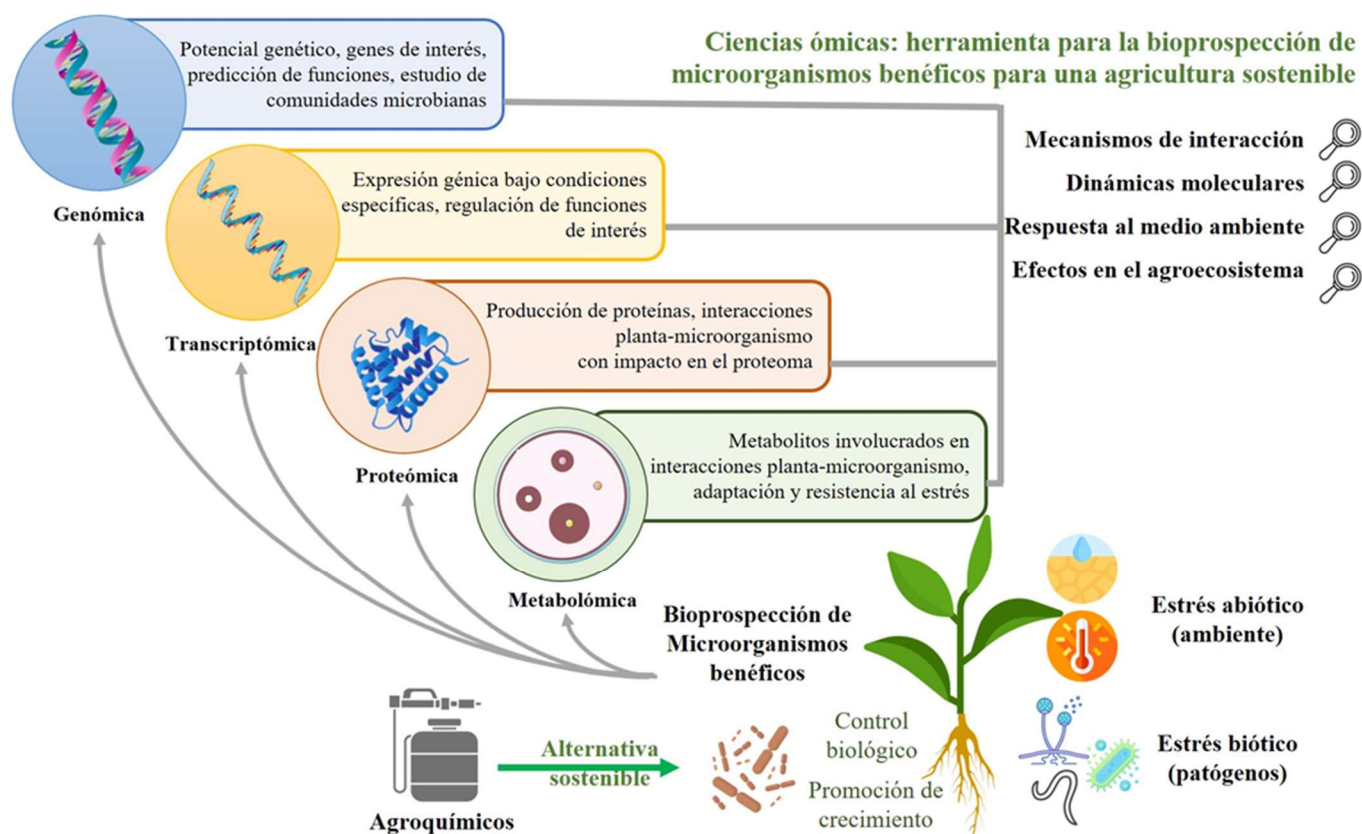 Ciencias ómicas: herramienta para la bioprospección de
microorganismos benéficos para una agricultura sostenible
Potencial genético, genes de interés,
predicción de funciones, estudio de
comunidades microbianas
Genómica
Expresión génica bajo condiciones
específicas, regulación de funciones
de interés
Transcriptómica
Producción de proteínas, interacciones
planta-microorganismo
con impacto en el proteoma
Proteómica
Metabolitos involucrados en
interacciones planta-microorganismo,
adaptación y resistencia al estrés
Metabolómica
Mecanismos de interacción
Dinámicas moleculares
Respuesta al medio ambiente
Efectos en el agroecosistema
Bioprospección de
Microorganismos
benéficos
Estrés abiótico
(ambiente)
Control
biológico
Promoción de
crecimiento
Estrés biótico
(patógenos)
Alternativa
sostenible
Agroquímicos